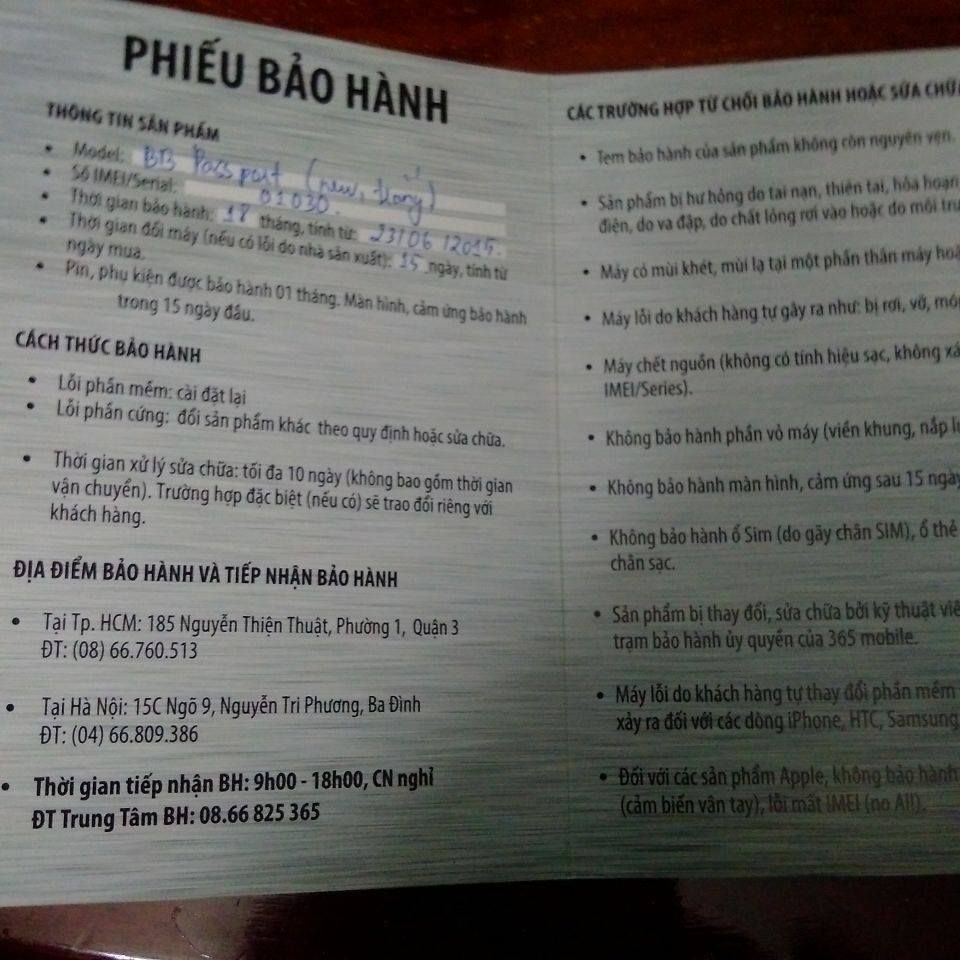 PHIẾU BẢO HÀNH
THÔNG TIN SẢN PHẨM
• Model: BB Passport (new, trắng)
• Số IMEI/Serial: 01030.
• Thời gian bảo hành: 18 tháng, tính từ: 23/06/2015.
• Thời gian đổi máy (nếu có lỗi do nhà sản xuất): 15 ngày, tính từ
ngày mua.
• Pin, phụ kiện được bảo hành 01 tháng. Màn hình, cảm ứng bảo hành
trong 15 ngày đầu.
CÁCH THỨC BẢO HÀNH
• Lỗi phần mềm: cài đặt lại
• Lỗi phần cứng: đổi sản phẩm khác theo quy định hoặc sửa chữa.
• Thời gian xử lý sửa chữa: tối đa 10 ngày (không bao gồm thời gian
vận chuyển). Trường hợp đặc biệt (nếu có) sẽ trao đổi riêng với
khách hàng.
ĐỊA ĐIỂM BẢO HÀNH VÀ TIẾP NHẬN BẢO HÀNH
• Tại Tp. HCM: 185 Nguyễn Thiện Thuật, Phường 1, Quận 3
ĐT: (08) 66.760.513
• Tại Hà Nội: 15C Ngõ 9, Nguyễn Tri Phương, Ba Đình
ĐT: (04) 66.809.386
• Thời gian tiếp nhận BH: 9h00 - 18h00, CN nghỉ
ĐT Trung Tâm BH: 08.66 825 365
CÁC TRƯỜNG HỢP TỪ CHỐI BẢO HÀNH HOẶC SỬA CHỮA
• Tem bảo hành của sản phẩm không còn nguyên vẹn.
• Sản phẩm bị hư hỏng do tai nạn, thiên tai, hỏa hoạn
điện, do va đập, do chất lỏng rơi vào hoặc do môi
• Máy có mùi khét, mùi lạ tại một phần thân máy
• Máy lỗi do khách hàng tự gây ra như: bị rơi, vỡ,
• Máy chết nguồn (không có tính hiệu sạc, không
IMEI/Series).
• Không bảo hành phần vỏ máy (viền khung, nắp
• Không bảo hành màn hình, cảm ứng sau 15 ngày
• Không bảo hành ổ Sim (do gãy chân SIM), ổ thẻ
chân sạc.
• Sản phẩm bị thay đổi, sửa chữa bởi kỹ thuật
trạm bảo hành ủy quyền của 365 mobile.
• Máy lỗi do khách hàng tự thay đổi phần mềm
xảy ra đối với các dòng iPhone, HTC, Samsung,
• Đối với các sản phẩm Apple, không bảo hành
(cảm biến vân tay), lỗi mất IMEI (no All).